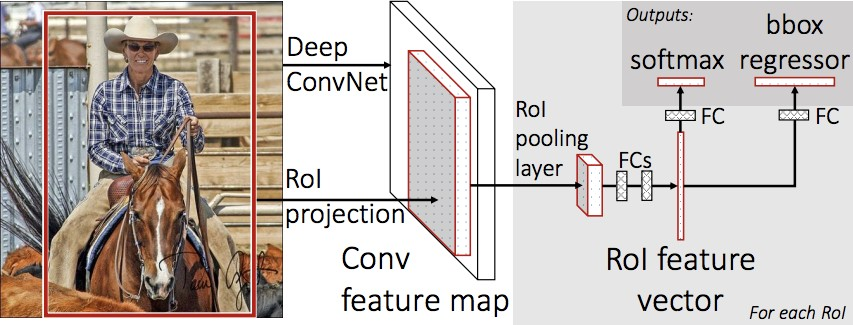 Deep
ConvNet
RoI
projection
Conv
feature map
RoI
pooling
layer
FCs
Outputs:
softmax
bbox
regressor
FC
FC
RoI feature
vector
For each RoI